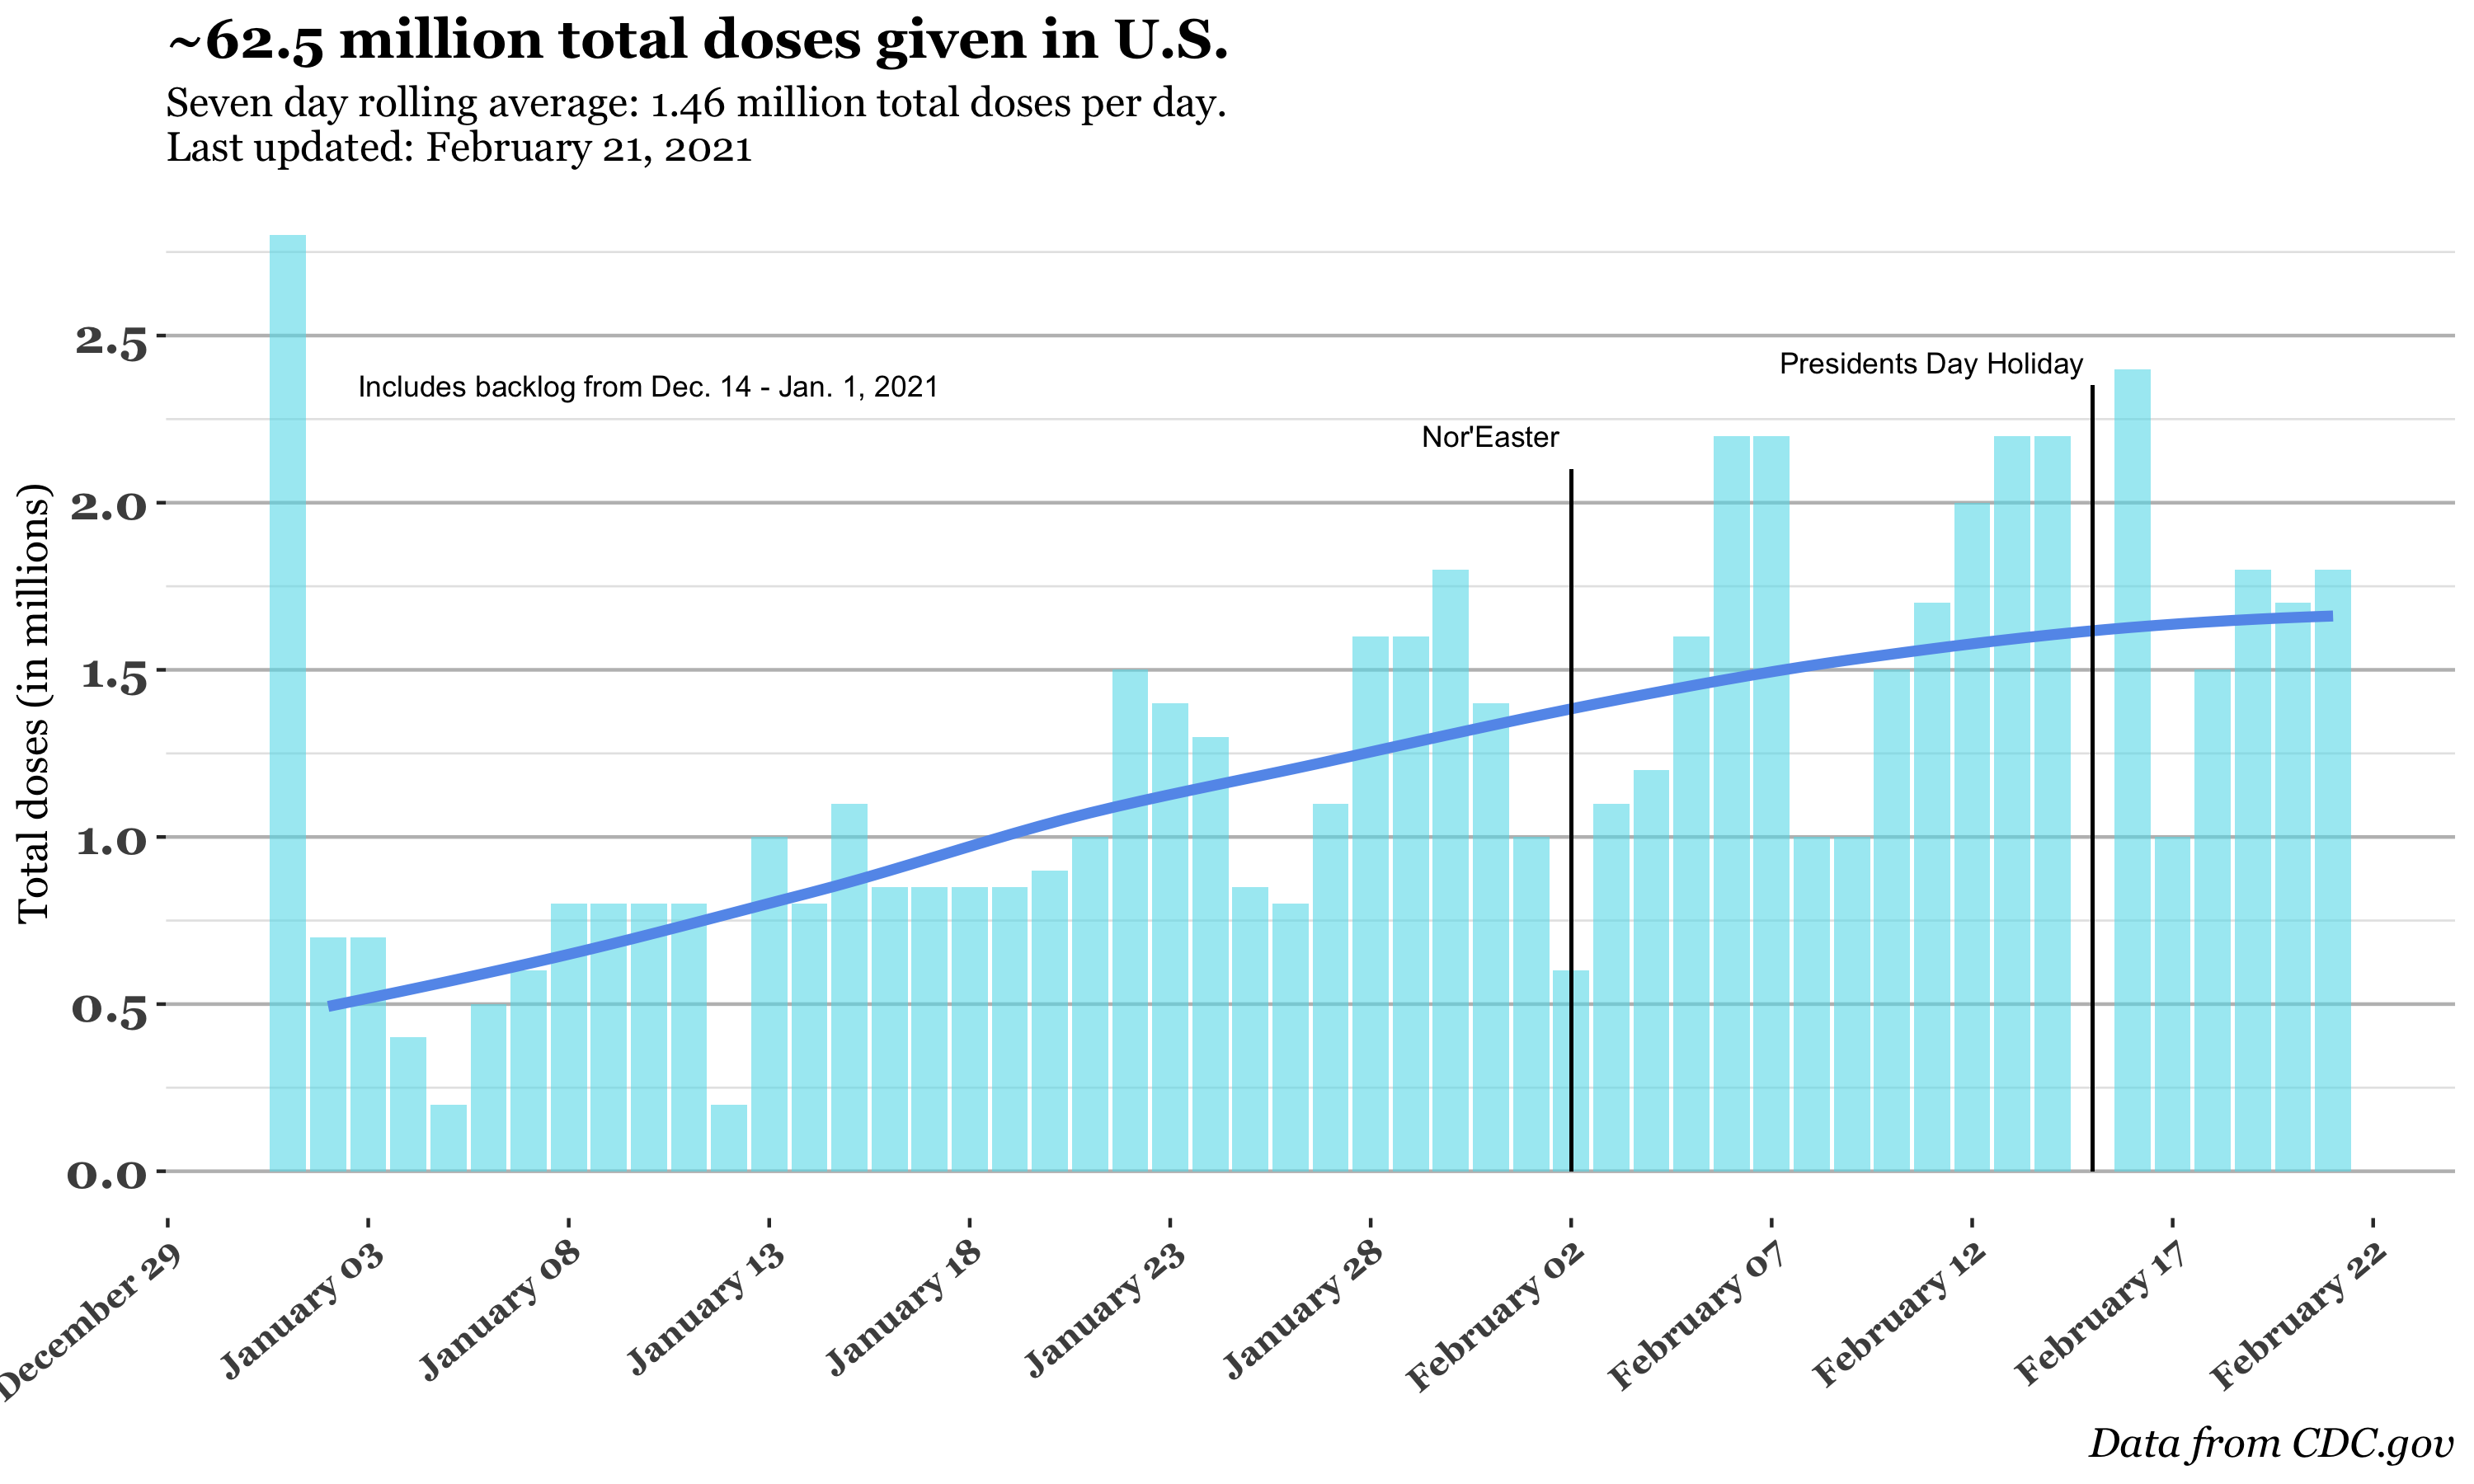 ~62.5 million total doses given in U.S.
Seven day rolling average: 1.46 million total doses per day.
Last updated: February 21, 2021
2.5
Presidents Day Holiday
Includes backlog from Dec. 14 - Jan. 1, 2021
Nor'Easter
2.0
1.5
1.0
0.5
0.0
Total doses (in millions)
December 29
January 03
January 08
January 13
January 18
January 23
January 28
February 02
February 07
February 12
February 17
February 22
Data from CDC.gov